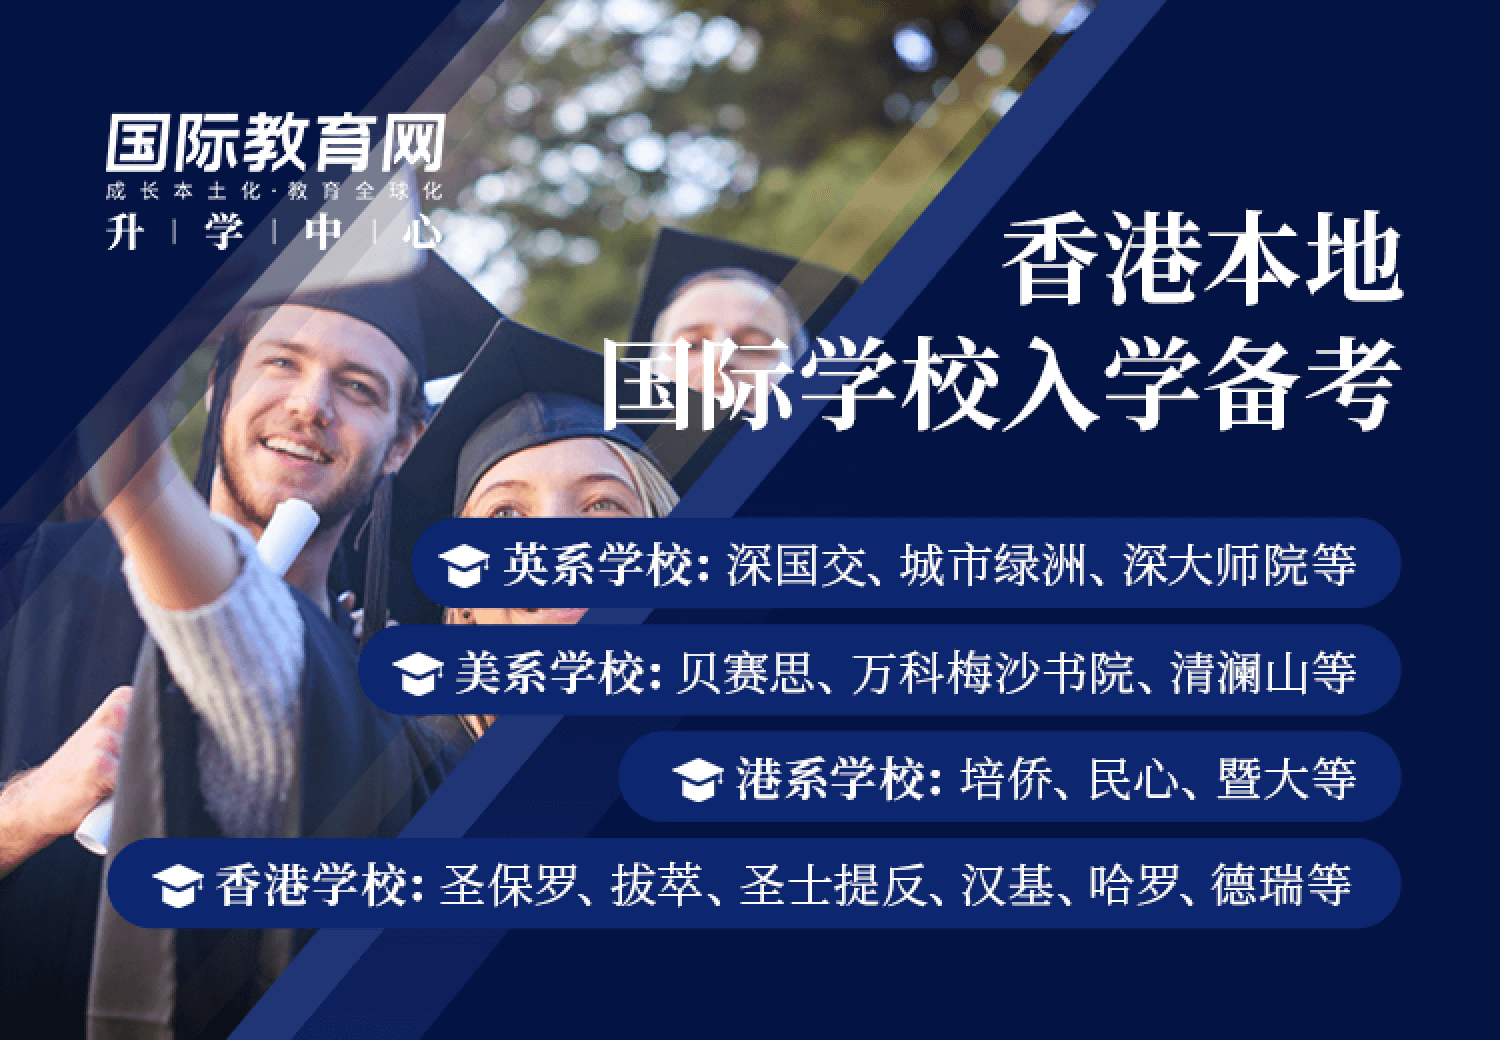 国际教育网
成长本土化·教育全球化
升|学|中|心
香港本地
国际学校入学备考
英系学校：深国交、城市绿洲、深大师院等
美系学校：贝赛思、万科梅沙书院、清澜山等
港系学校：培侨、民心、暨大等
香港学校：圣保罗、拔萃、圣士提反、汉基、哈罗、德瑞等